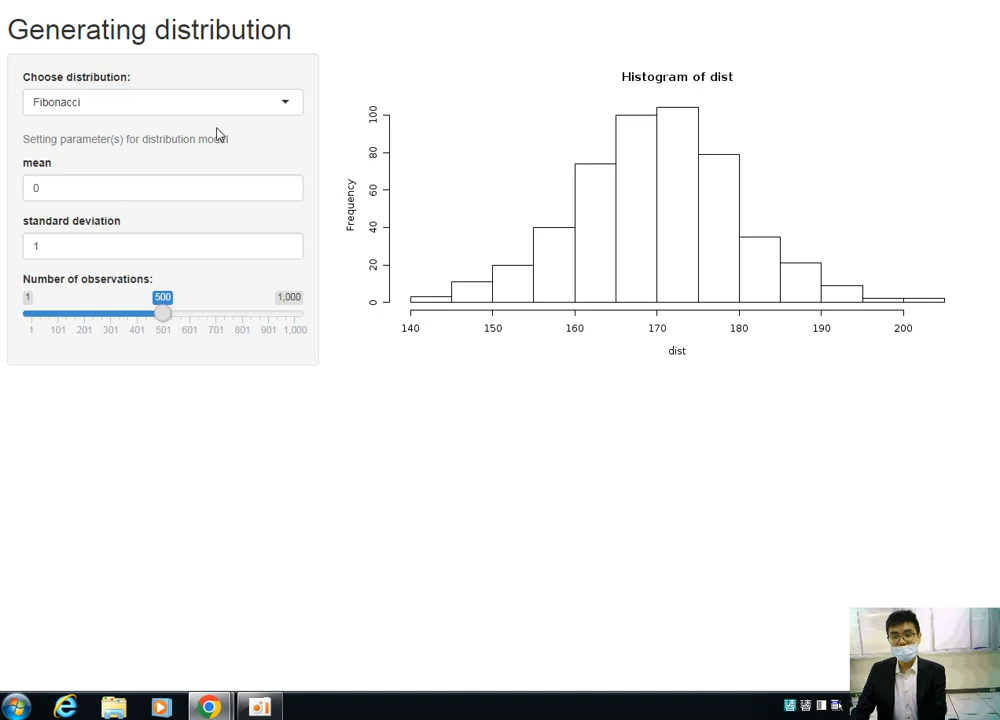 Generating distribution
Choose distribution:
Fibonacci
Setting parameter(s) for distribution model
mean
0
standard deviation
1
Number of observations:
1 500 1,000
1 101 201 301 401 501 601 701 801 901 1,000
Histogram of dist
Frequency
100
80
60
40
20
0
140 150 160 170 180 190 200
dist